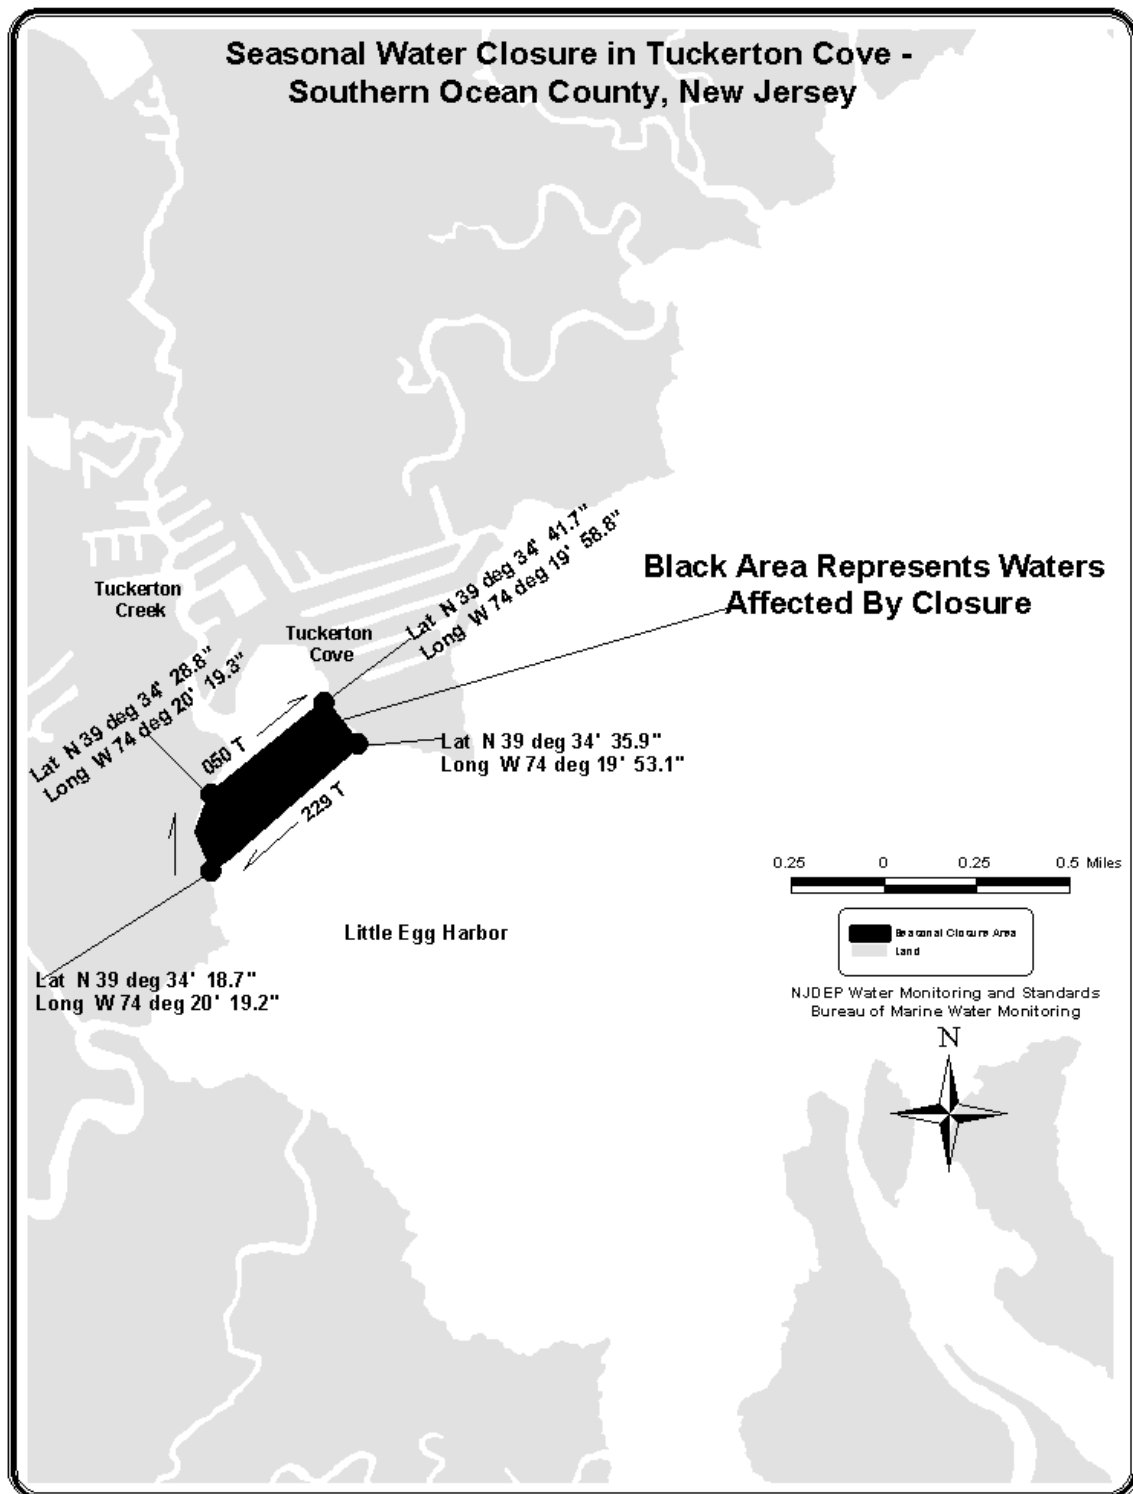 Seasonal Water Closure in Tuckerton Cove -
Southern Ocean County, New Jersey
Lat N 39 deg 34' 41.7"
Long W 74 deg 19' 58.8"
Black Area Represents Waters
Affected By Closure
Tuckerton
Creek
Tuckerton
Cove
Lat N 39 deg 34' 28.8"
Long W 74 deg 20' 19.3"
050 T
Lat N 39 deg 34' 35.9"
Long W 74 deg 19' 53.1"
229 T
0.25 0 0.25 0.5 Miles
Little Egg Harbor
Seasonal Closure Area
Land
Lat N 39 deg 34' 18.7"
Long W 74 deg 20' 19.2"
NJDEP Water Monitoring and Standards
Bureau of Marine Water Monitoring
N